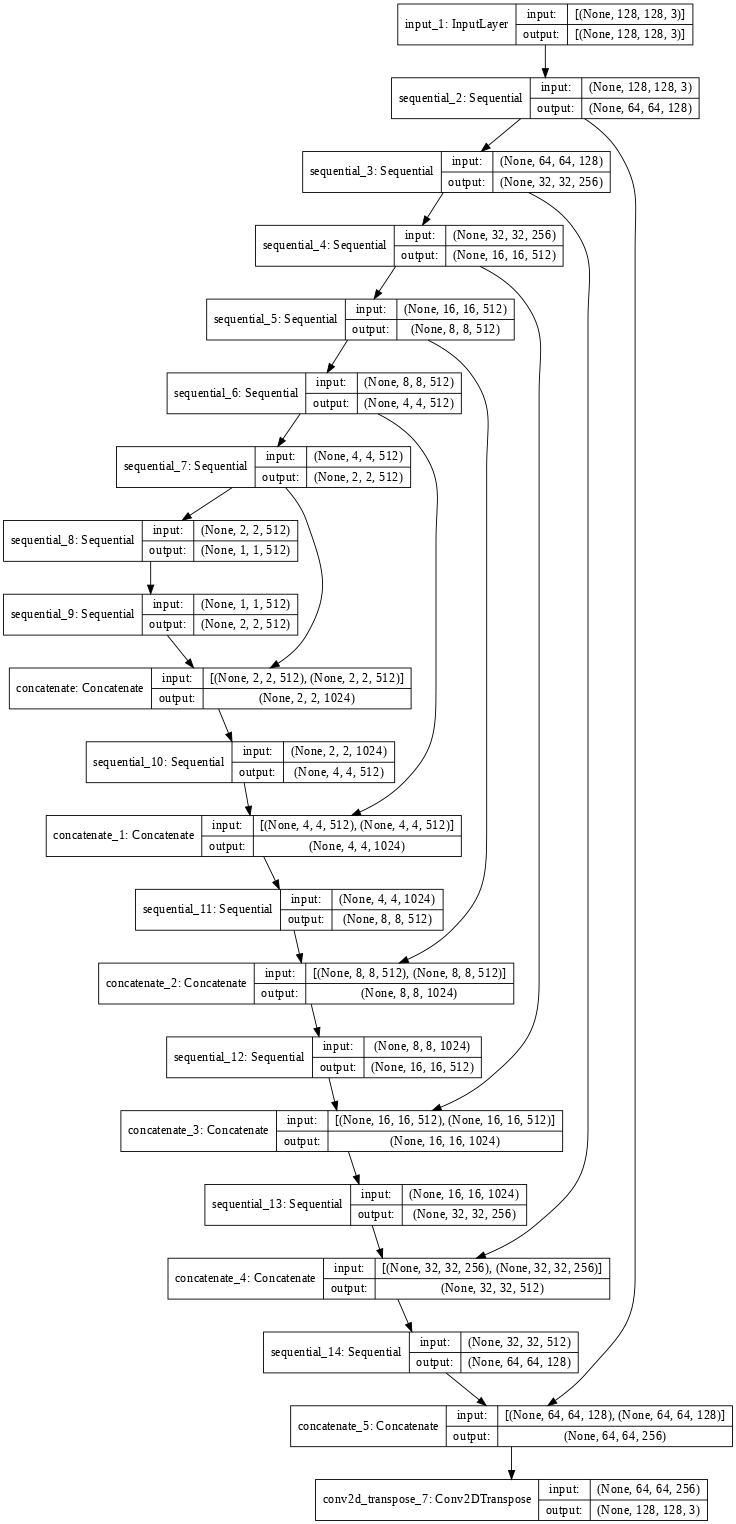 input_1: InputLayer
input: [(None, 128, 128, 3)]
output: [(None, 128, 128, 3)]
sequential_2: Sequential
input: (None, 128, 128, 3)
output: (None, 64, 64, 128)
sequential_3: Sequential
input: (None, 64, 64, 128)
output: (None, 32, 32, 256)
sequential_4: Sequential
input: (None, 32, 32, 256)
output: (None, 16, 16, 512)
sequential_5: Sequential
input: (None, 16, 16, 512)
output: (None, 8, 8, 512)
sequential_6: Sequential
input: (None, 8, 8, 512)
output: (None, 4, 4, 512)
sequential_7: Sequential
input: (None, 4, 4, 512)
output: (None, 2, 2, 512)
sequential_8: Sequential
input: (None, 2, 2, 512)
output: (None, 1, 1, 512)
sequential_9: Sequential
input: (None, 1, 1, 512)
output: (None, 2, 2, 512)
concatenate: Concatenate
input: [(None, 2, 2, 512), (None, 2, 2, 512)]
output: (None, 2, 2, 1024)
sequential_10: Sequential
input: (None, 2, 2, 1024)
output: (None, 4, 4, 512)
concatenate_1: Concatenate
input: [(None, 4, 4, 512), (None, 4, 4, 512)]
output: (None, 4, 4, 1024)
sequential_11: Sequential
input: (None, 4, 4, 1024)
output: (None, 8, 8, 512)
concatenate_2: Concatenate
input: [(None, 8, 8, 512), (None, 8, 8, 512)]
output: (None, 8, 8, 1024)
sequential_12: Sequential
input: (None, 8, 8, 1024)
output: (None, 16, 16, 512)
concatenate_3: Concatenate
input: [(None, 16, 16, 512), (None, 16, 16, 512)]
output: (None, 16, 16, 1024)
sequential_13: Sequential
input: (None, 16, 16, 1024)
output: (None, 32, 32, 256)
concatenate_4: Concatenate
input: [(None, 32, 32, 256), (None, 32, 32, 256)]
output: (None, 32, 32, 512)
sequential_14: Sequential
input: (None, 32, 32, 512)
output: (None, 64, 64, 128)
concatenate_5: Concatenate
input: [(None, 64, 64, 128), (None, 64, 64, 128)]
output: (None, 64, 64, 256)
conv2d_transpose_7: Conv2DTranspose
input: (None, 64, 64, 256)
output: (None, 128, 128, 3)